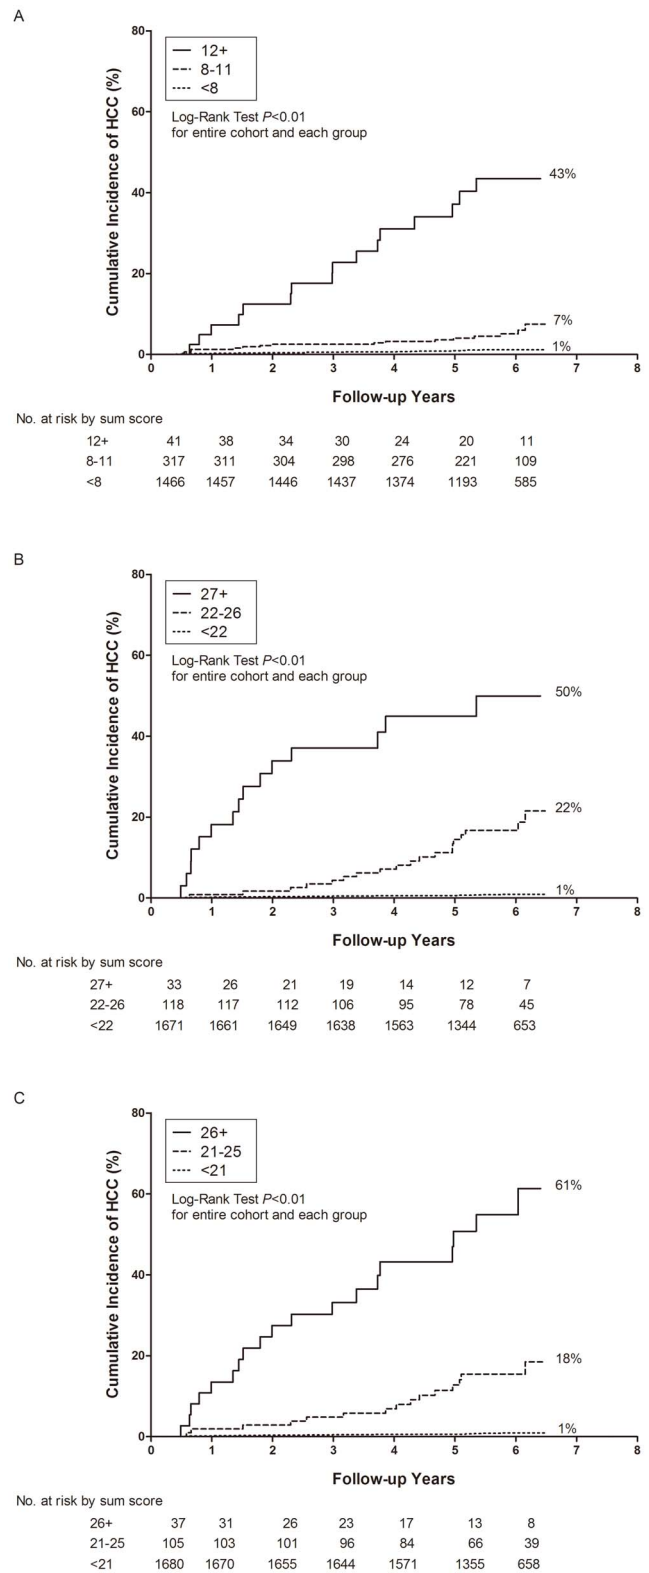 A
80
12+
8-11
<8
Log-Rank Test P<0.01
for entire cohort and each group
60
40
20
0
Cumulative Incidence of HCC (%)
43%
7%
1%
0 1 2 3 4 5 6 7 8
Follow-up Years
No. at risk by sum score
12+ 41 38 34 30 24 20 11
8-11 317 311 304 298 276 221 109
<8 1466 1457 1446 1437 1374 1193 585
B
80
27+
22-26
<22
Log-Rank Test P<0.01
for entire cohort and each group
60
40
20
0
Cumulative Incidence of HCC (%)
50%
22%
1%
0 1 2 3 4 5 6 7 8
Follow-up Years
No. at risk by sum score
27+ 33 26 21 19 14 12 7
22-26 118 117 112 106 95 78 45
<22 1671 1661 1649 1638 1563 1344 653
C
80
26+
21-25
<21
Log-Rank Test P<0.01
for entire cohort and each group
60
40
20
0
Cumulative Incidence of HCC (%)
61%
18%
1%
0 1 2 3 4 5 6 7 8
Follow-up Years
No. at risk by sum score
26+ 37 31 26 23 17 13 8
21-25 105 103 101 96 84 66 39
<21 1680 1670 1655 1644 1571 1355 658